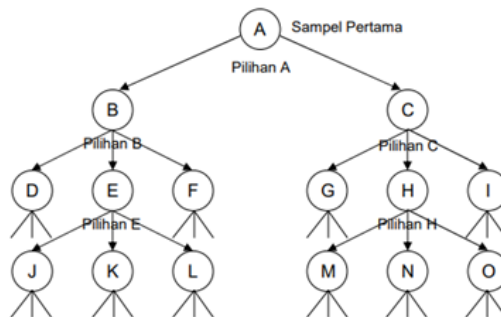 A Sampel Pertama
Pilihan A
B C
Pilihan B Pilihan C
D E F G H I
Pilihan E Pilihan H
J K L M N O